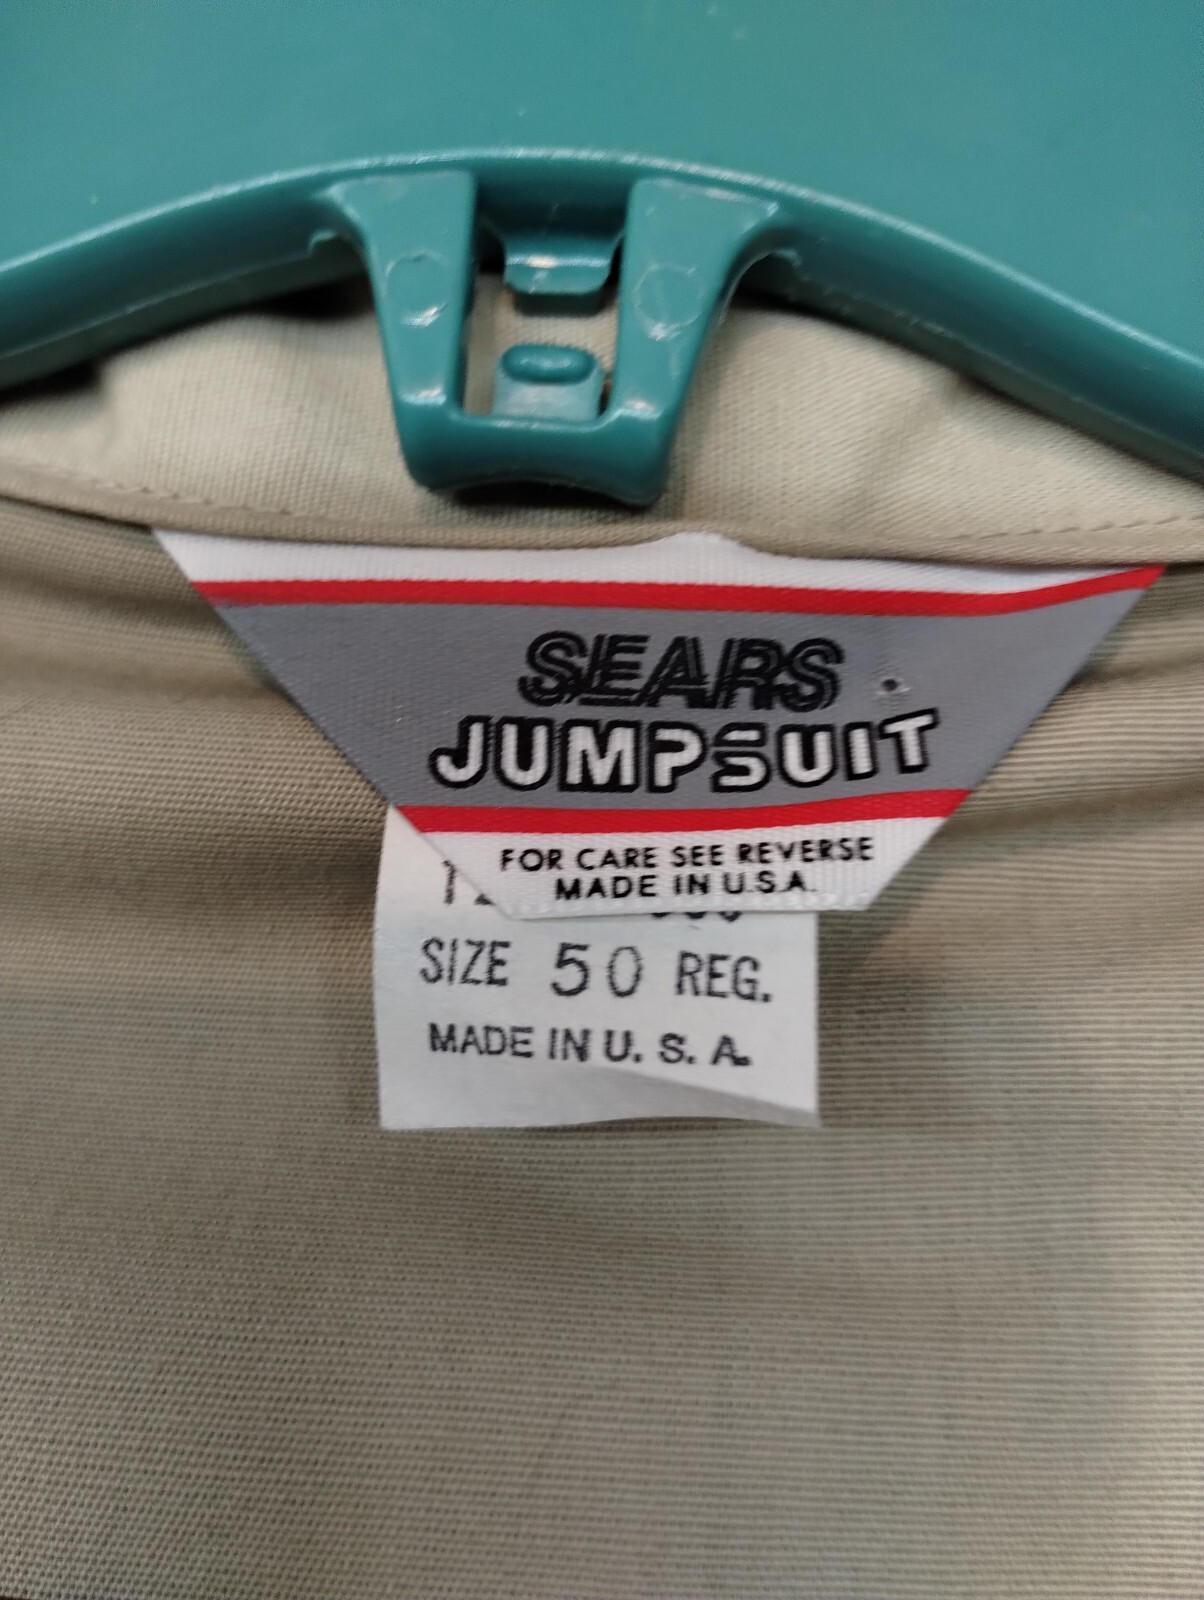 SEARS
JUMPSUIT
FOR CARE SEE REVERSE
MADE IN U.S.A.
SIZE 50 REG.
MADE IN U. S. A.